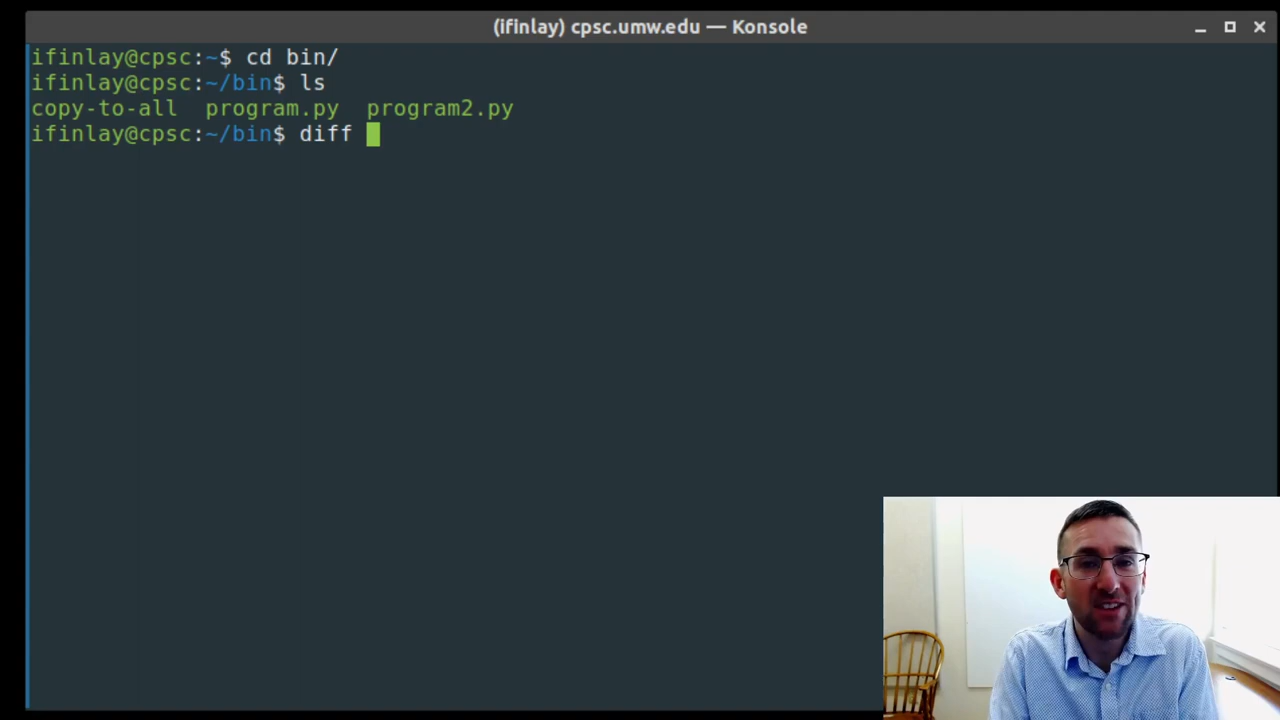 (ifinlay) cpsc.umw.edu — Konsole
ifinlay@cpsc:~$ cd bin/
ifinlay@cpsc:~/bin$ ls
copy-to-all  program.py  program2.py
ifinlay@cpsc:~/bin$ diff